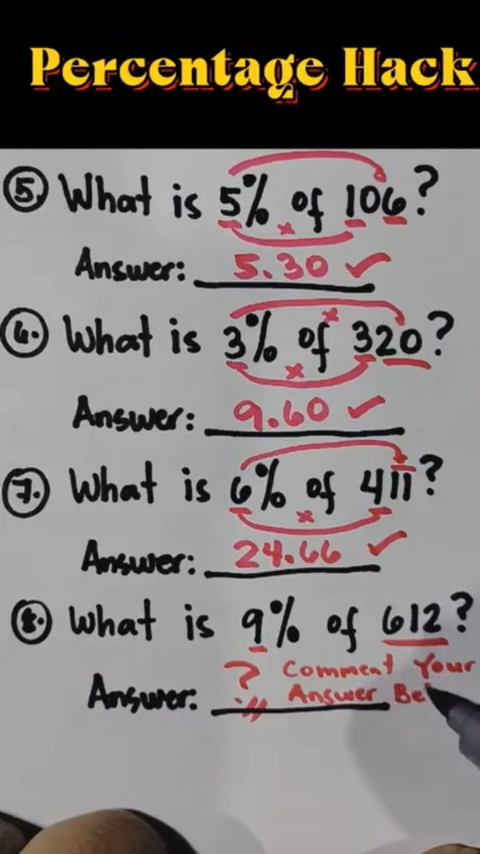 Percentage Hack
5. What is 5% of 106?
Answer: 5.30 ✓
6. What is 3% of 320?
Answer: 9.60 ✓
7. What is 6% of 411?
Answer: 24.66 ✓
8. What is 9% of 612?
? Comment Your
Answer: Answer Be